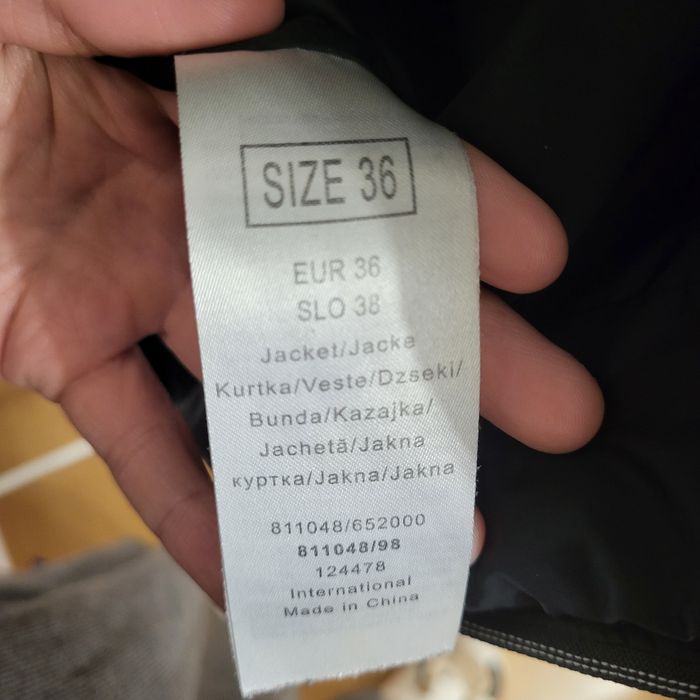 SIZE 36
EUR 36
SLO 38
Jacket/Jacke
Kurtka/Veste/Dzseki/
Bunda/Kazajka/
Jachetă/Jakna
куртка/Jakna/Jakna
811048/652000
811048/98
124478
International
Made in China